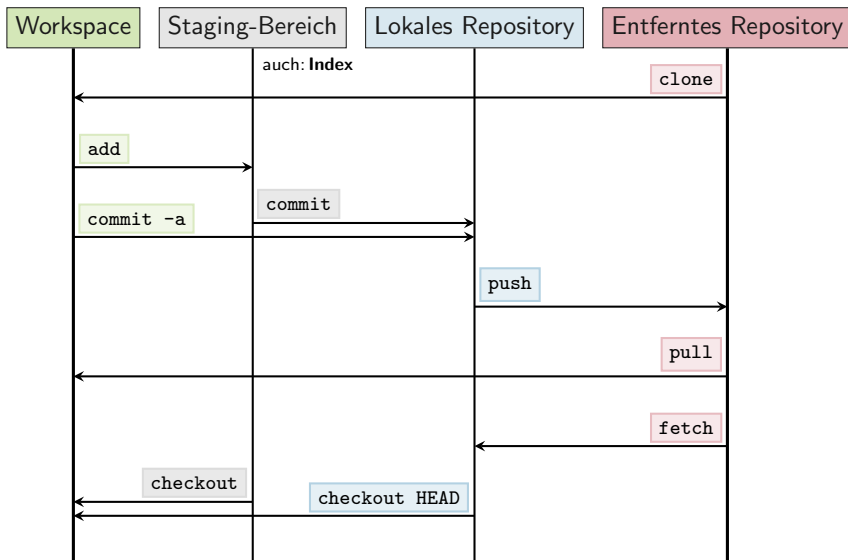 Workspace
Staging-Bereich
Lokales Repository
Entferntes Repository
auch: Index
clone
add
commit
commit -a
push
pull
fetch
checkout
checkout HEAD